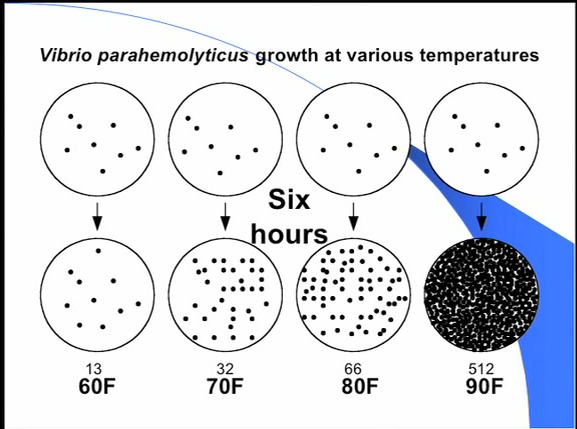 Vibrio parahemolyticus growth at various temperatures
Six
hours
13 32 66 512
60F 70F 80F 90F